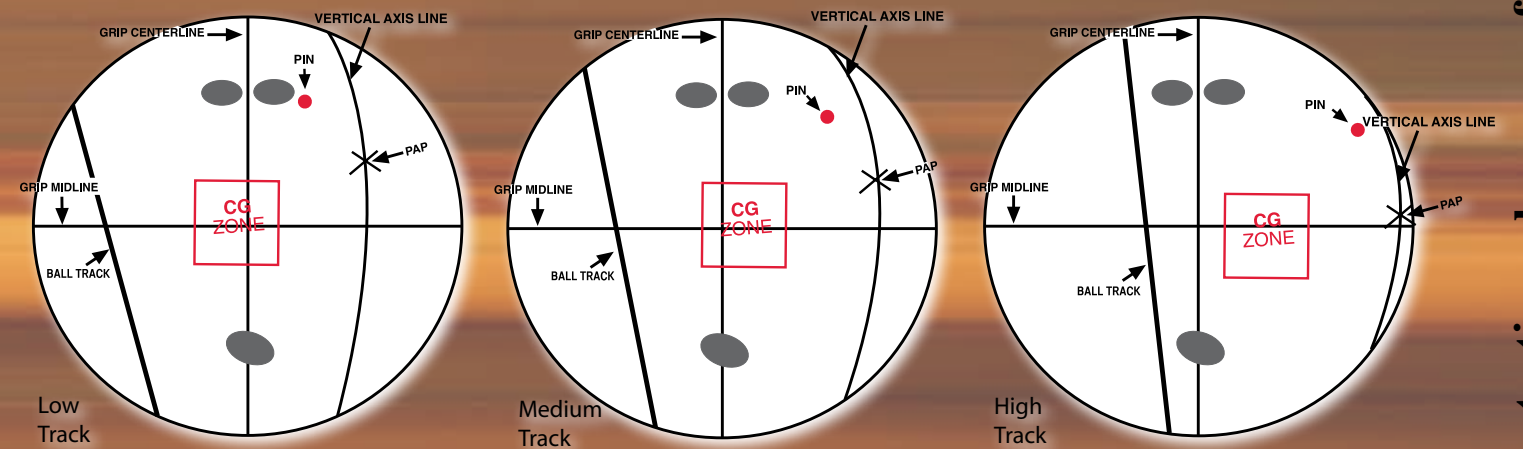 GRIP CENTERLINE
VERTICAL AXIS LINE
PIN
PAP
GRIP MIDLINE
CG
ZONE
BALL TRACK
Low
Track
GRIP CENTERLINE
VERTICAL AXIS LINE
PIN
PAP
GRIP MIDLINE
CG
ZONE
BALL TRACK
Medium
Track
GRIP CENTERLINE
PIN
VERTICAL AXIS LINE
GRIP MIDLINE
PAP
CG
ZONE
BALL TRACK
High
Track